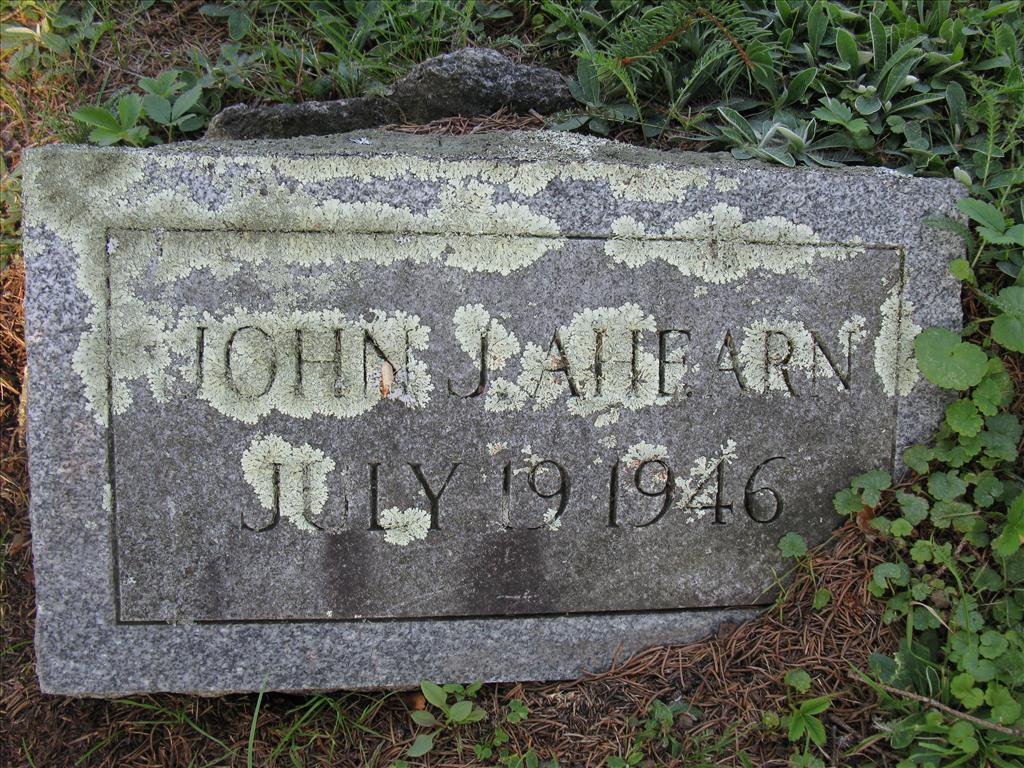 JOHN J. AHEARN
JULY 19 1946